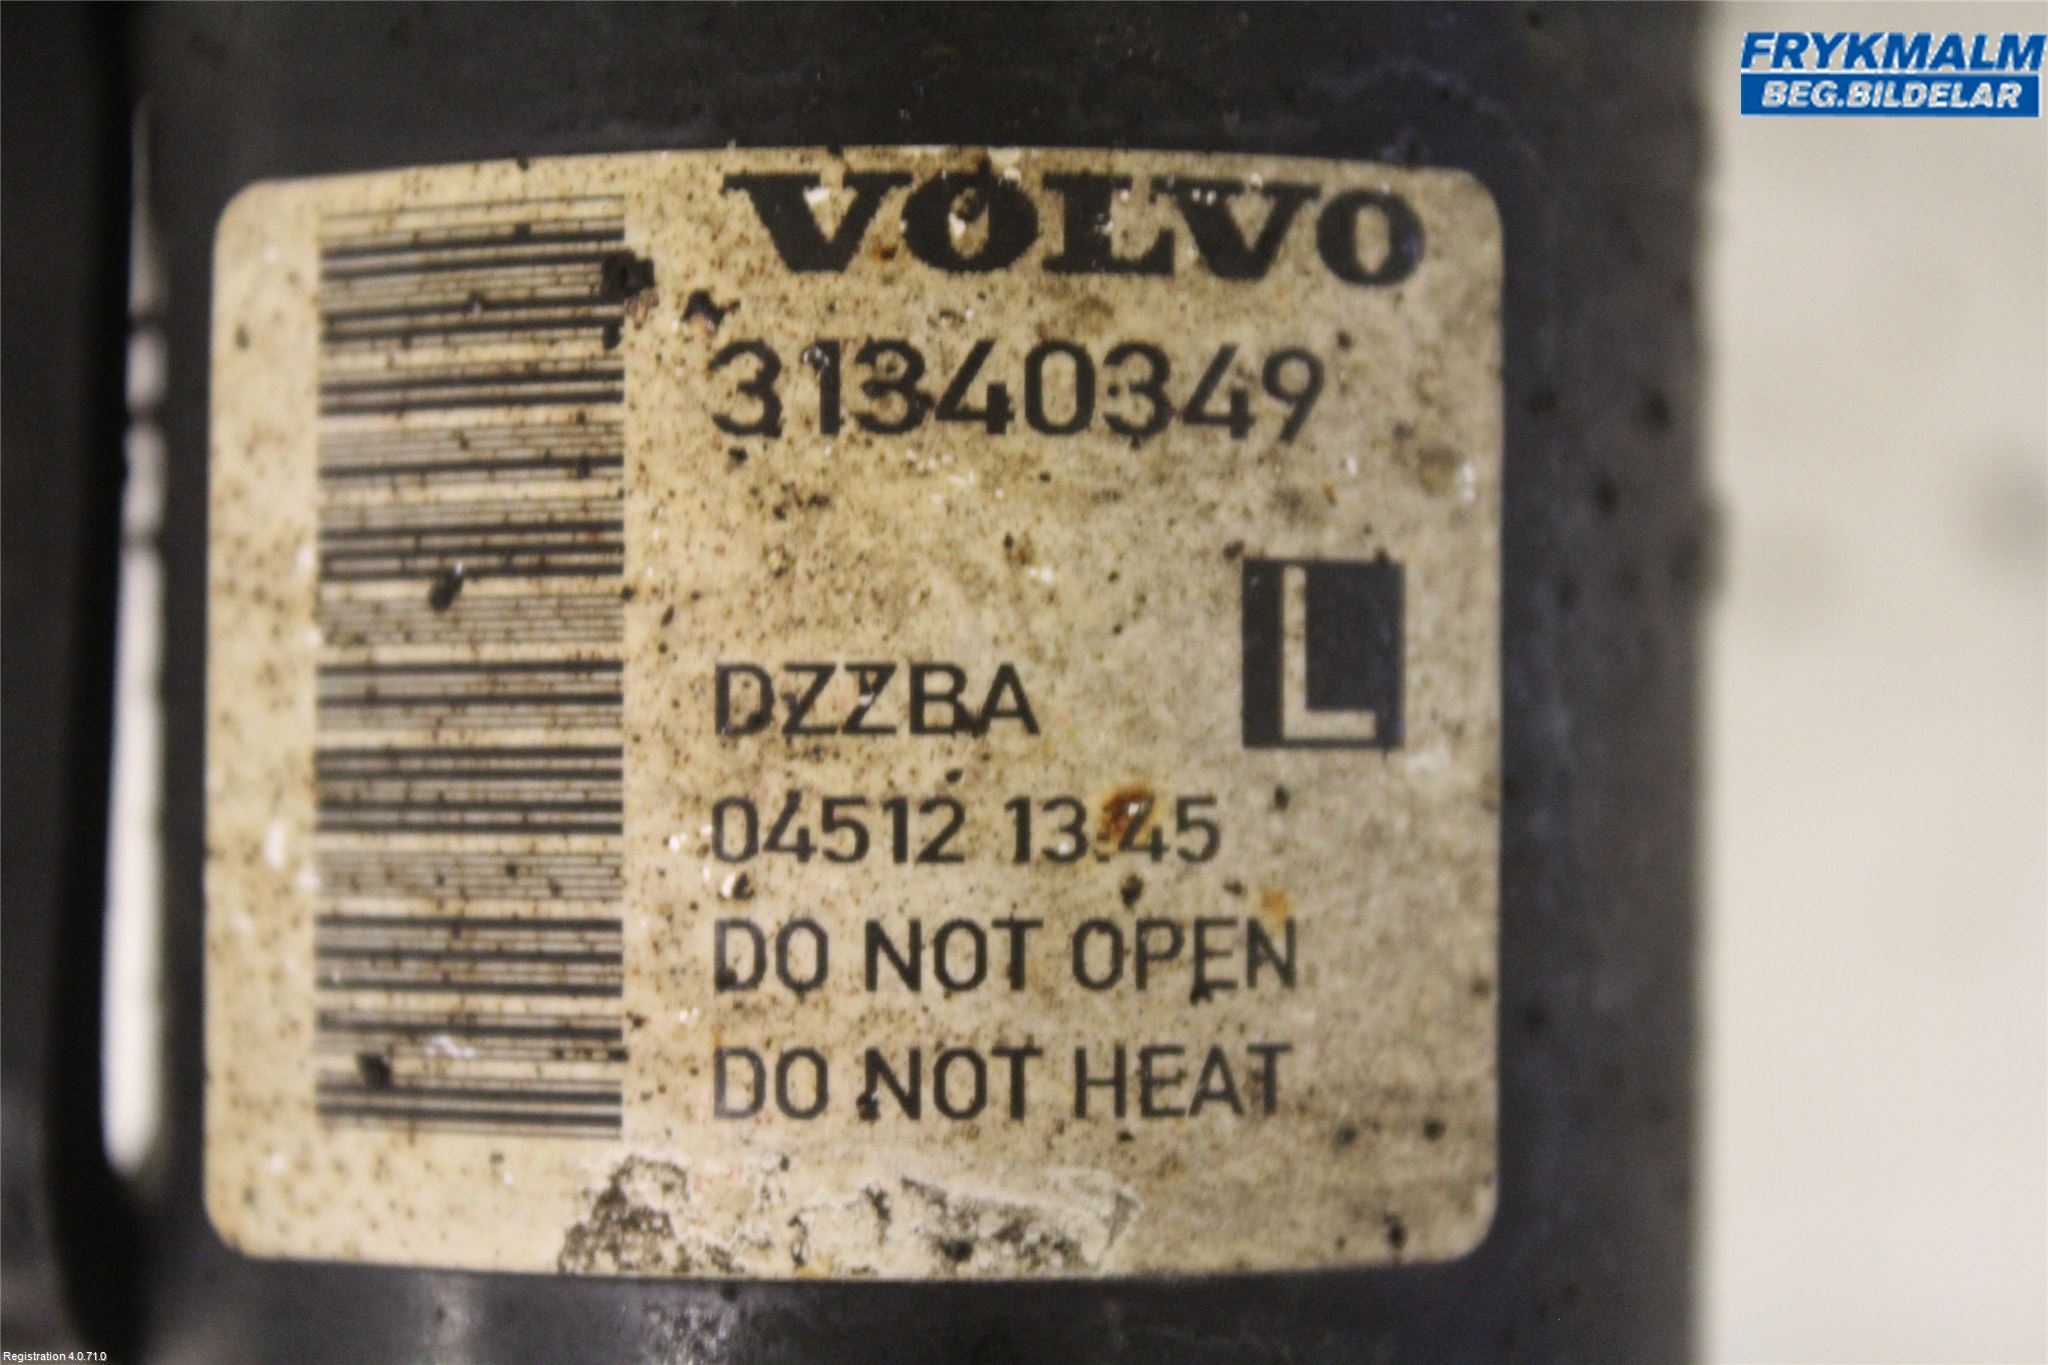 FRYKMALM
BEG.BILDELAR
VOLVO
31340349
L
DZZBA
04512 13:45
DO NOT OPEN
DO NOT HEAT
Registration 4.0.71.0